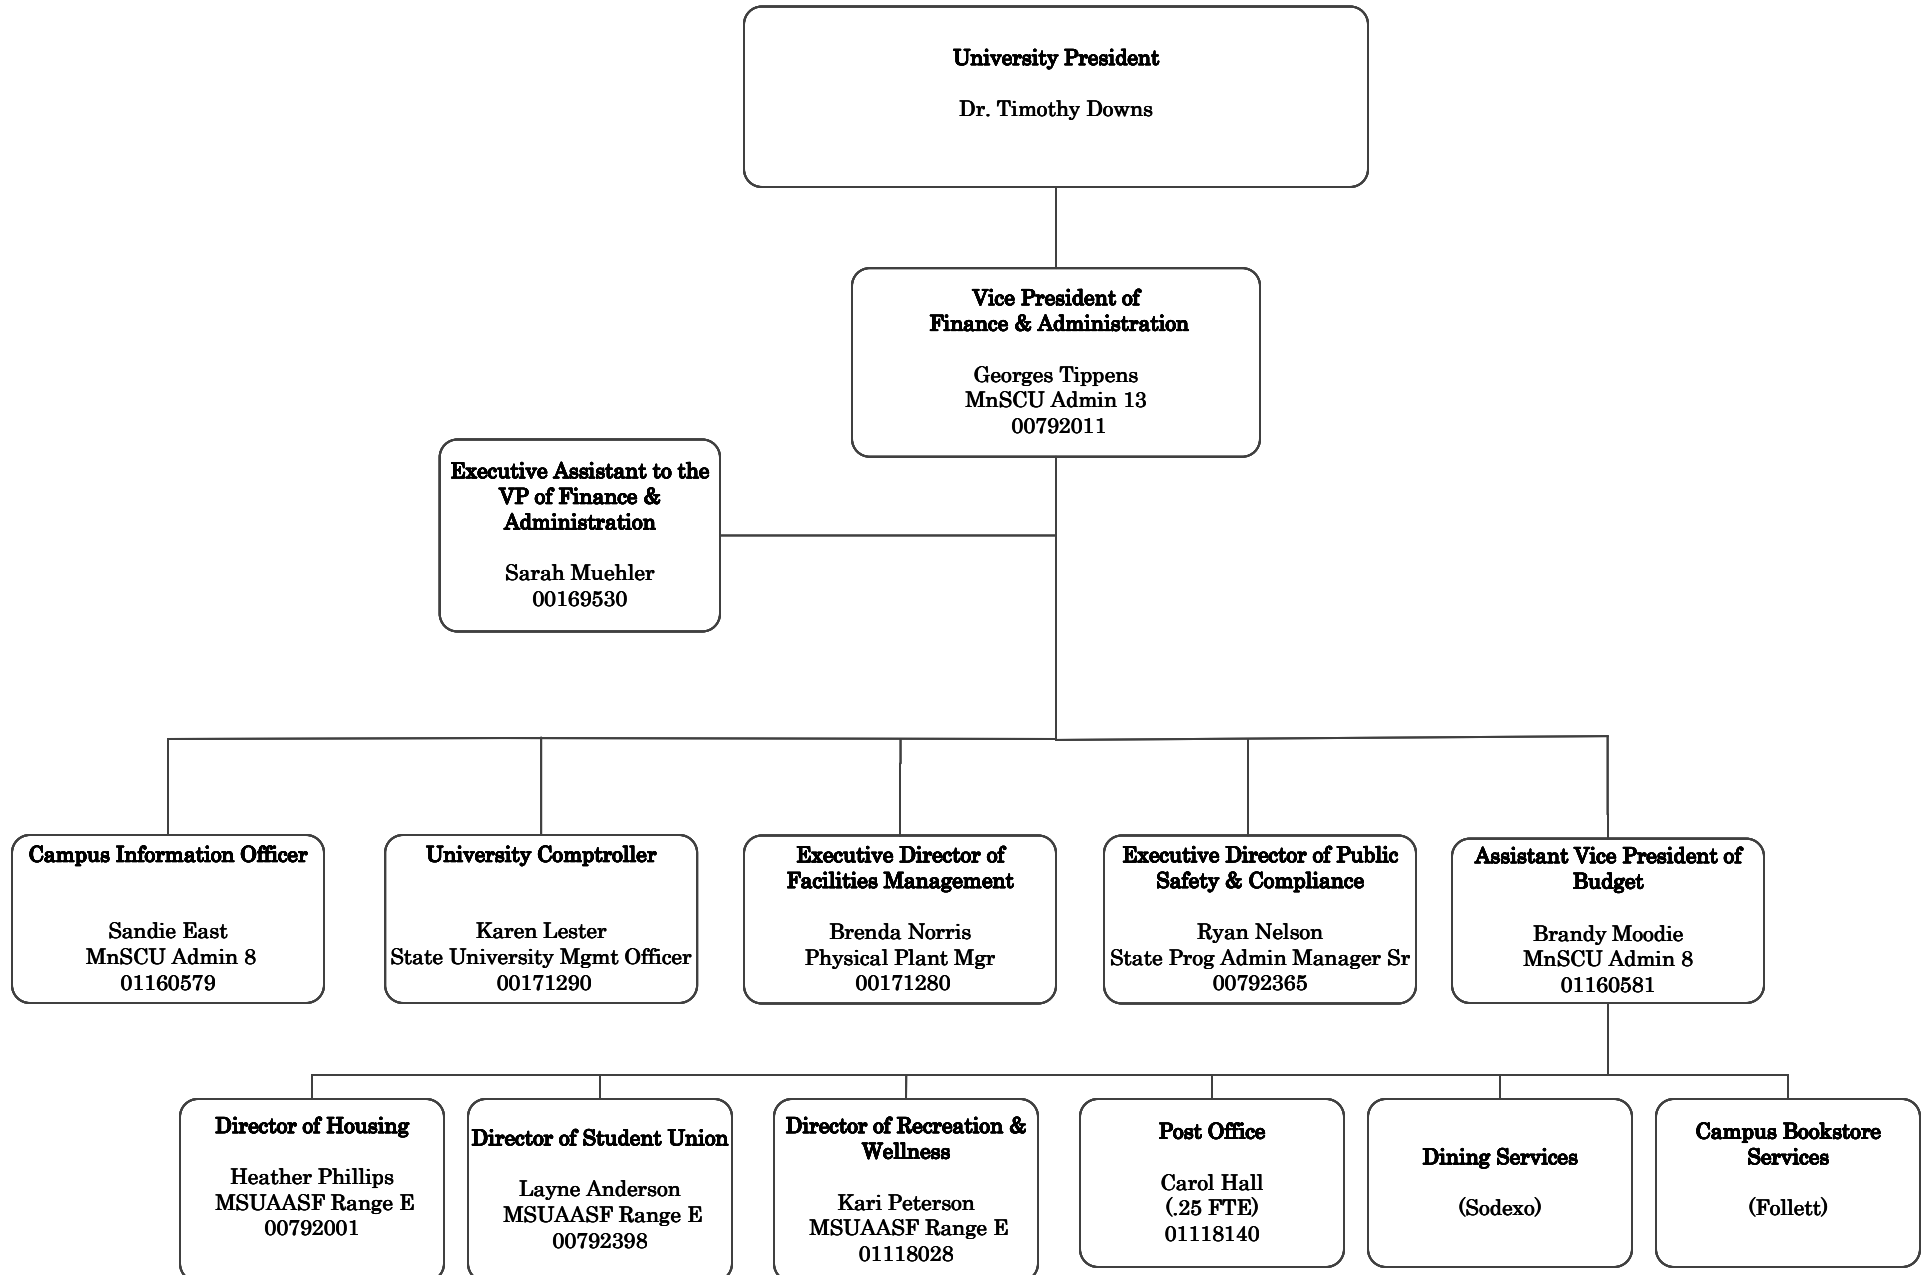 University President
Dr. Timothy Downs
Vice President of
Finance & Administration
Georges Tippens
MnSCU Admin 13
00792011
Executive Assistant to the
VP of Finance &
Administration
Sarah Muehler
00169530
Campus Information Officer
Sandie East
MnSCU Admin 8
01160579
University Comptroller
Karen Lester
State University Mgmt Officer
00171290
Executive Director of
Facilities Management
Brenda Norris
Physical Plant Mgr
00171280
Executive Director of Public
Safety & Compliance
Ryan Nelson
State Prog Admin Manager Sr
00792365
Assistant Vice President of
Budget
Brandy Moodie
MnSCU Admin 8
01160581
Director of Housing
Heather Phillips
MSUAASF Range E
00792001
Director of Student Union
Layne Anderson
MSUAASF Range E
00792398
Director of Recreation &
Wellness
Kari Peterson
MSUAASF Range E
01118028
Post Office
Carol Hall
(.25 FTE)
01118140
Dining Services
(Sodexo)
Campus Bookstore
Services
(Follett)